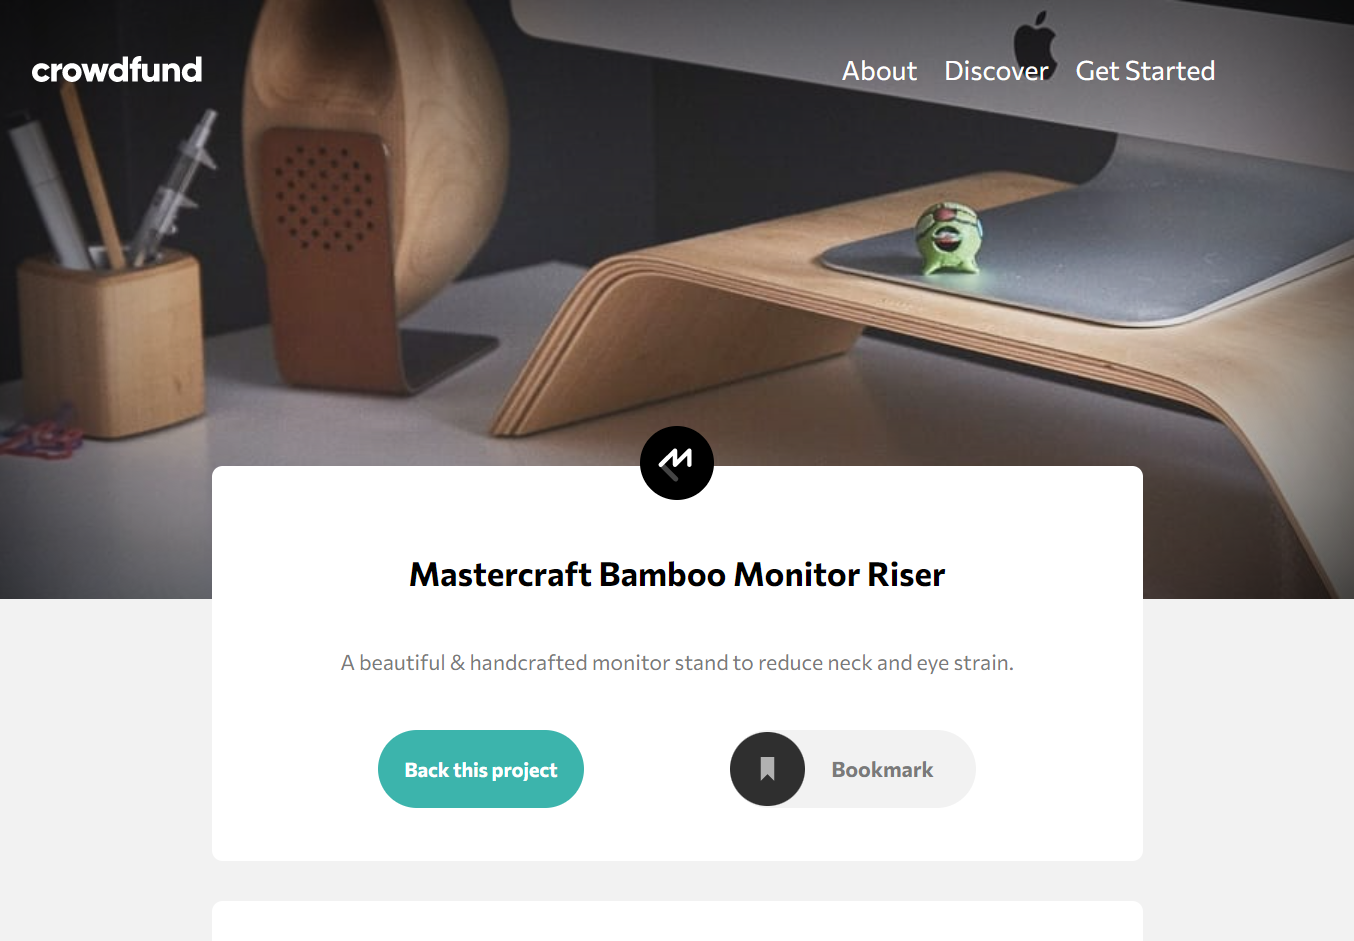 crowdfund
About Discover Get Started
Mastercraft Bamboo Monitor Riser
A beautiful & handcrafted monitor stand to reduce neck and eye strain.
Back this project
Bookmark